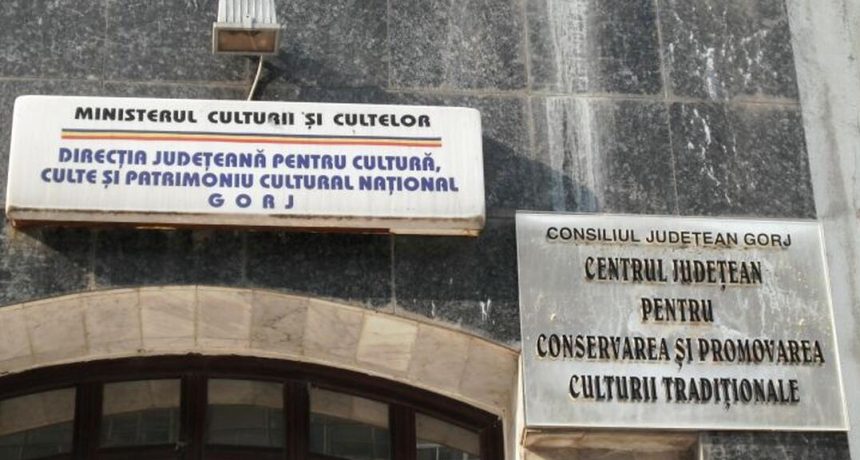 MINISTERUL CULTURII ȘI CULTELOR
DIRECȚIA JUDEȚEANĂ PENTRU CULTURĂ,
CULTE ȘI PATRIMONIU CULTURAL NAȚIONAL
GORJ
CONSILIUL JUDEȚEAN GORJ
CENTRUL JUDEȚEAN
PENTRU
CONSERVAREA ȘI PROMOVAREA
CULTURII TRADIȚIONALE